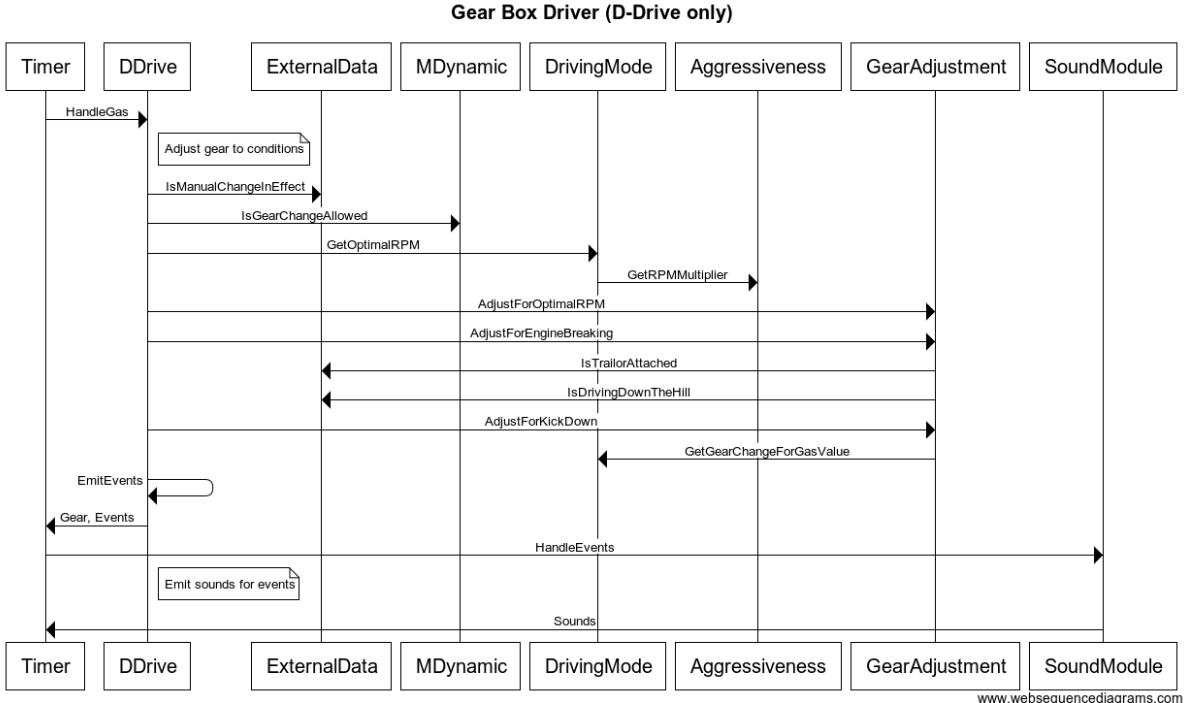 Gear Box Driver (D-Drive only)
Timer DDrive ExternalData MDynamic DrivingMode Aggressiveness GearAdjustment SoundModule
HandleGas
Adjust gear to conditions
IsManualChangeInEffect
IsGearChangeAllowed
GetOptimalRPM
GetRPMMultiplier
AdjustForOptimalRPM
AdjustForEngineBreaking
IsTrailorAttached
IsDrivingDownTheHill
AdjustForKickDown
GetGearChangeForGasValue
EmitEvents
Gear, Events
HandleEvents
Emit sounds for events
Sounds
Timer DDrive ExternalData MDynamic DrivingMode Aggressiveness GearAdjustment SoundModule
www.websequencediagrams.com